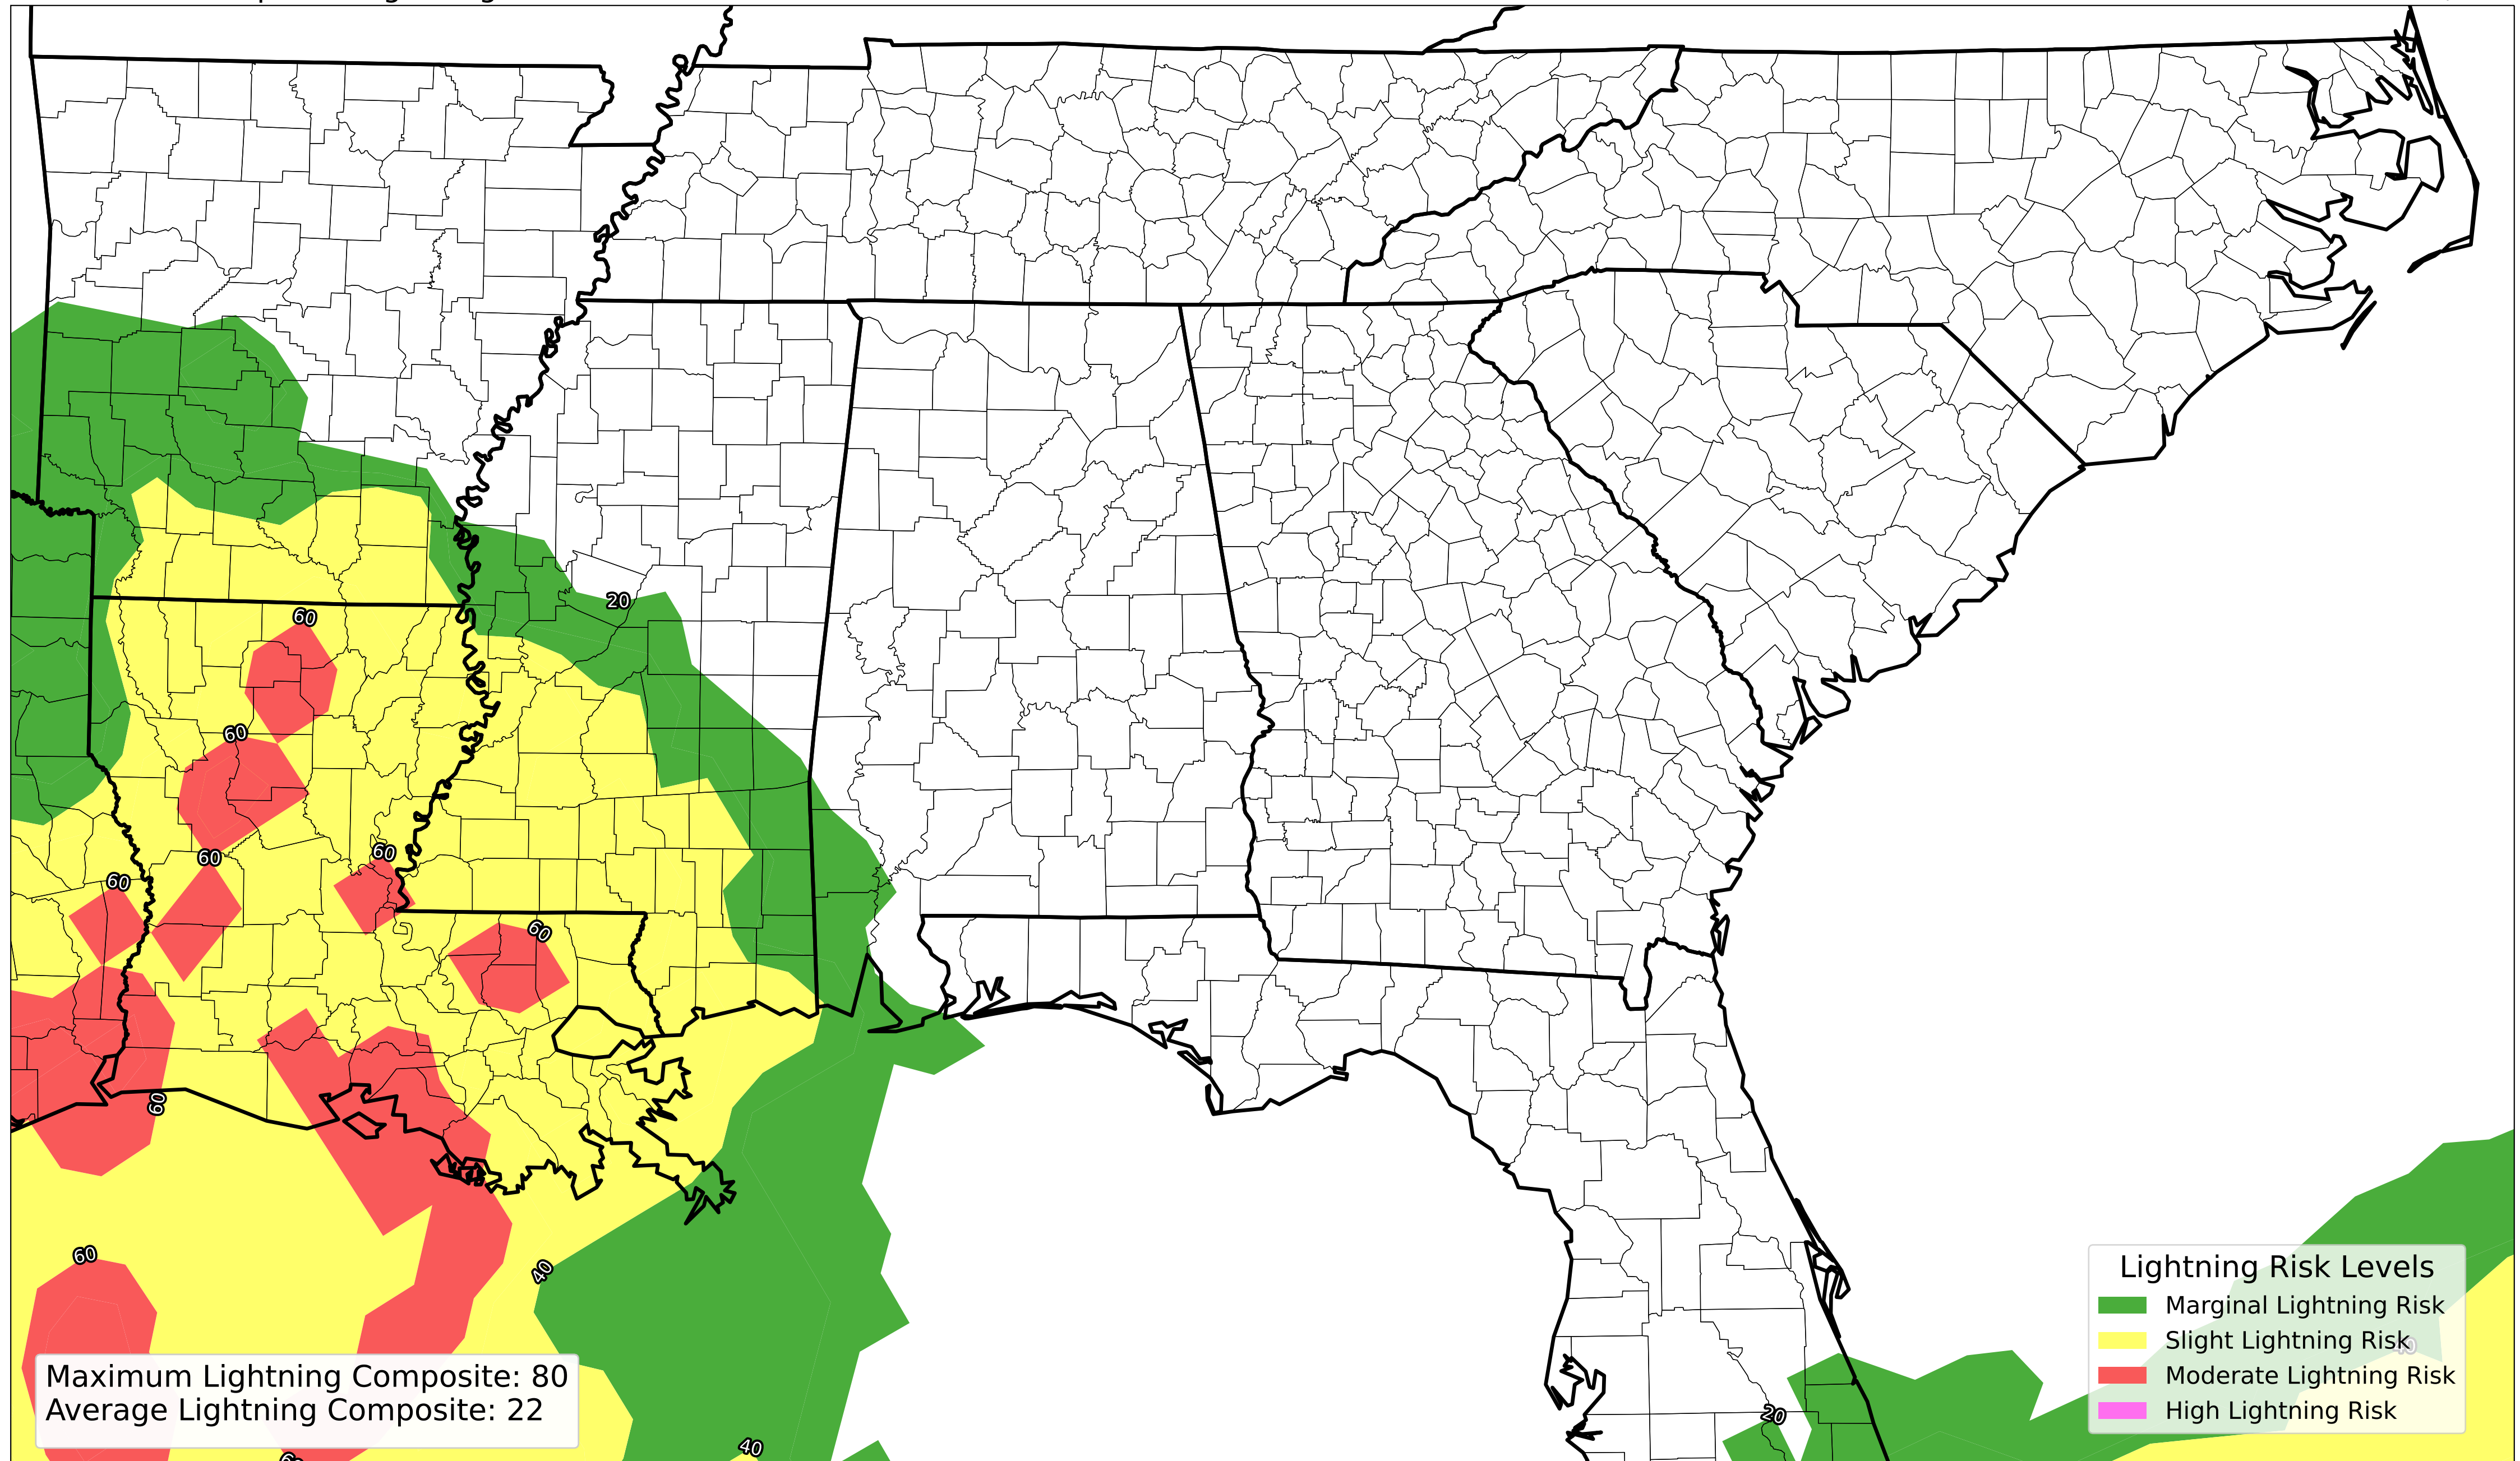 20
60
60
60
60
60
60
60
60
40
40
20
Lightning Risk Levels
Marginal Lightning Risk
Slight Lightning Risk
Moderate Lightning Risk
High Lightning Risk
Maximum Lightning Composite: 80
Average Lightning Composite: 22